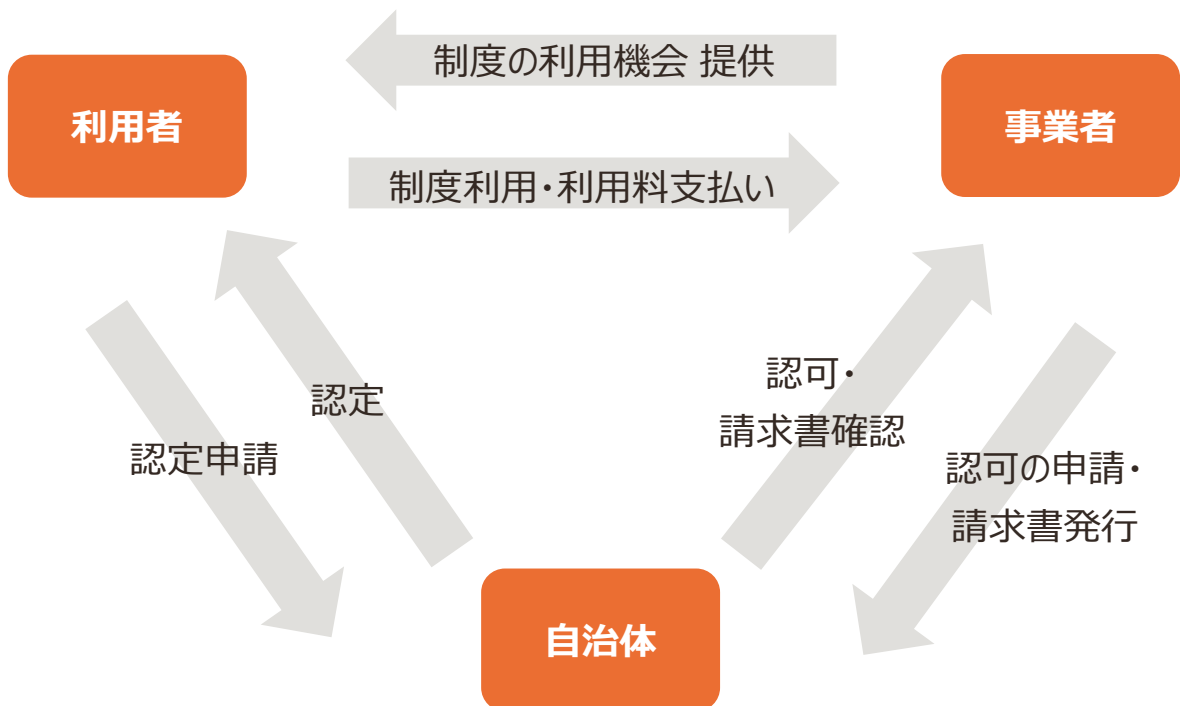 制度の利用機会 提供
利用者
事業者
制度利用・利用料支払い
認定
認定申請
認可・
請求書確認
認可の申請・
請求書発行
自治体